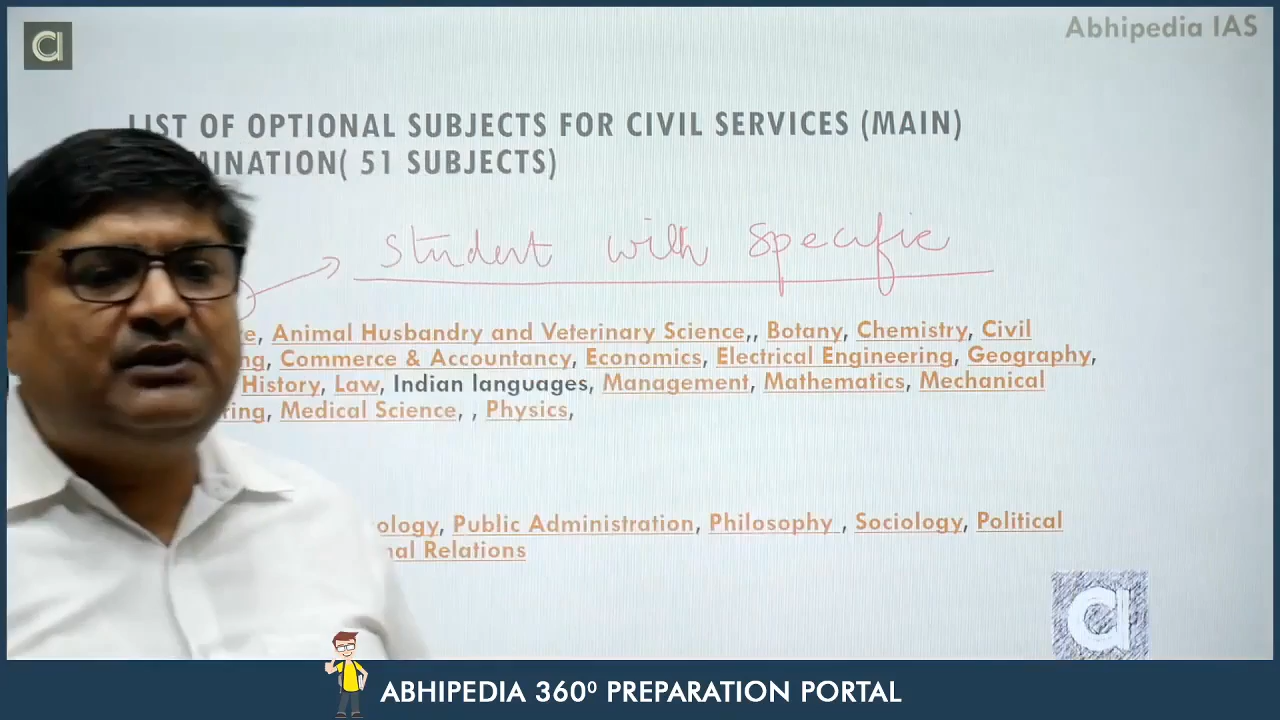 Abhipedia IAS
LIST OF OPTIONAL SUBJECTS FOR CIVIL SERVICES (MAIN)
MINATION( 51 SUBJECTS)
Student with Specific
e, Animal Husbandry and Veterinary Science,, Botany, Chemistry, Civil
ng, Commerce & Accountancy, Economics, Electrical Engineering, Geography,
History, Law, Indian languages, Management, Mathematics, Mechanical
ring, Medical Science, , Physics,
ology, Public Administration, Philosophy , Sociology, Political
nal Relations
ABHIPEDIA 360⁰ PREPARATION PORTAL